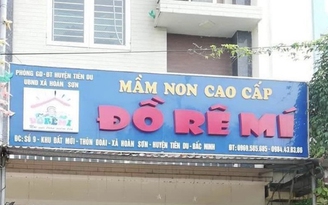 PHÒNG GD-ĐT HUYỆN TIÊN DU
UBND XÃ HOÀN SƠN
MẦM NON CAO CẤP
ĐỒ RÊ MÍ
ĐC: SỐ 9 - KHU ĐẤT MỚI - THÔN ĐOÀI - XÃ HOÀN SƠN - HUYỆN TIÊN DU - BẮC NINH
ĐT: 0969.505.605 - 0984.43.83.86